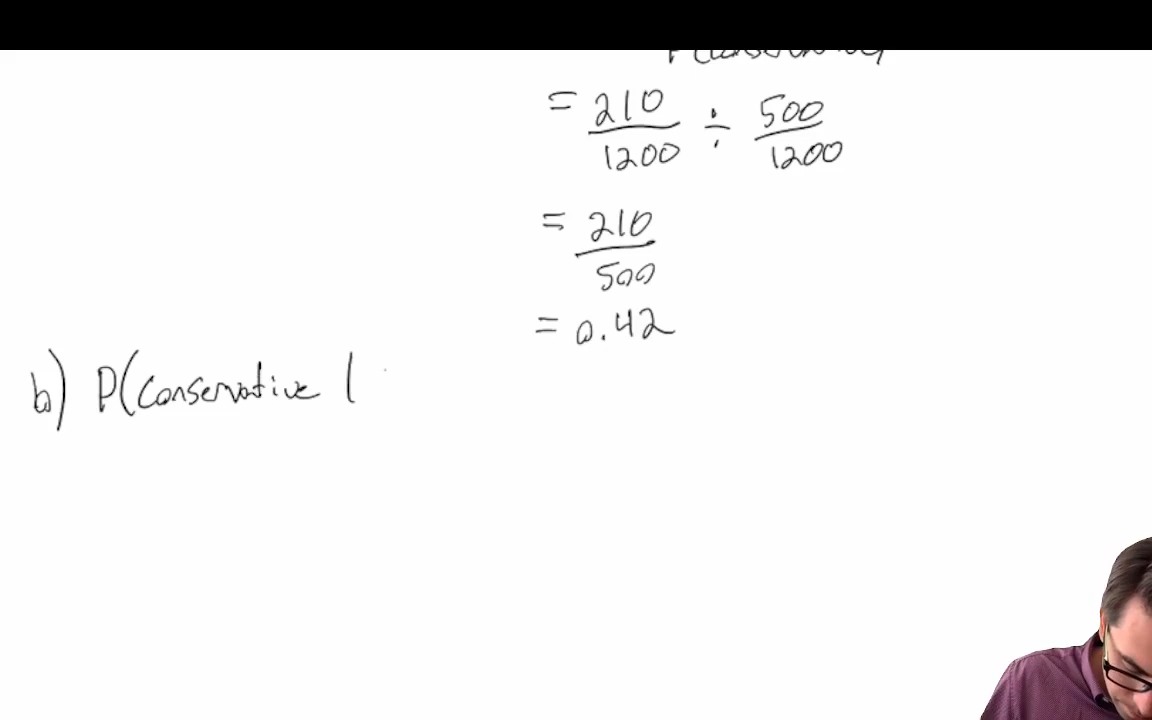 = 210/1200 ÷ 500/1200
= 210/500
= 0.42
b) P(Conservative |